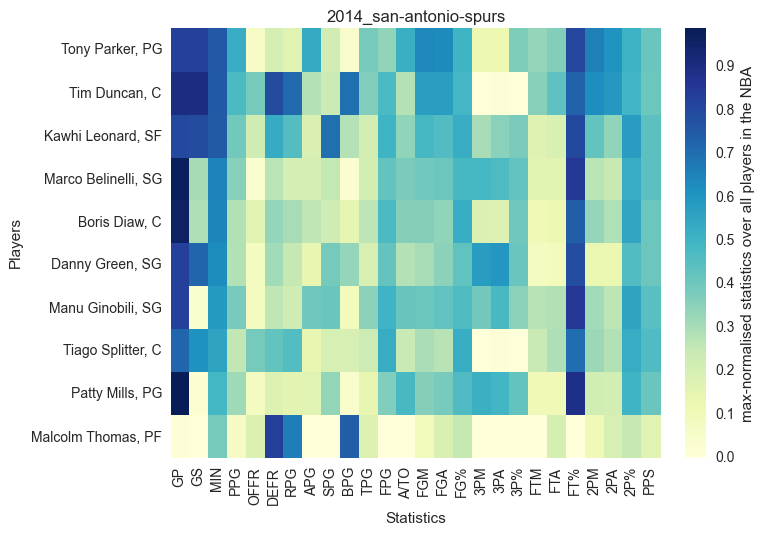 2014_san-antonio-spurs
Players
Tony Parker, PG
Tim Duncan, C
Kawhi Leonard, SF
Marco Belinelli, SG
Boris Diaw, C
Danny Green, SG
Manu Ginobili, SG
Tiago Splitter, C
Patty Mills, PG
Malcolm Thomas, PF
GP GS MIN PPG OFFR DEFR RPG APG SPG BPG TPG FPG A/TO FGM FGA FG% 3PM 3PA 3P% FTM FTA FT% 2PM 2PA 2P% PPS
Statistics
0.9
0.8
0.7
0.6
0.5
0.4
0.3
0.2
0.1
0.0
max-normalised statistics over all players in the NBA